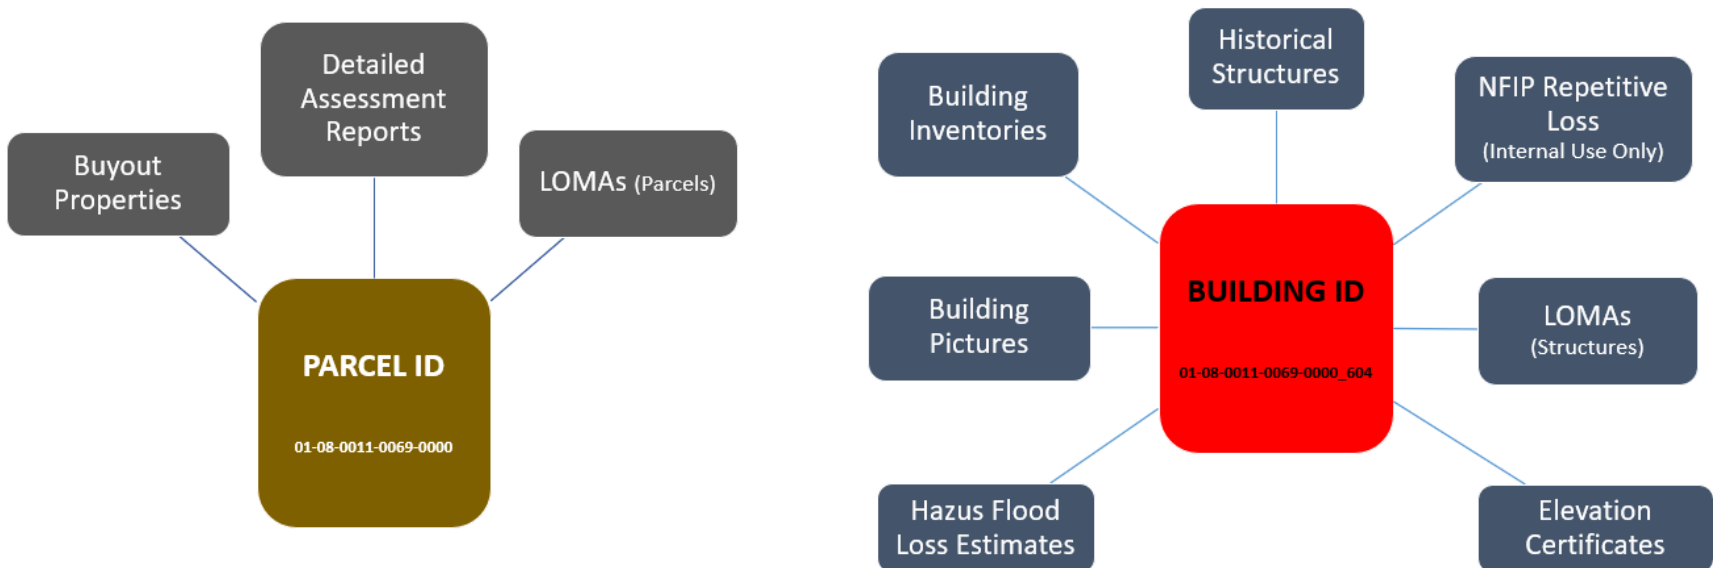 Detailed
Assessment
Reports
Buyout
Properties
LOMAs (Parcels)
PARCEL ID
01-08-0011-0069-0000
Historical
Structures
Building
Inventories
NFIP Repetitive
Loss
(Internal Use Only)
BUILDING ID
01-08-0011-0069-0000_604
Building
Pictures
LOMAs
(Structures)
Hazus Flood
Loss Estimates
Elevation
Certificates